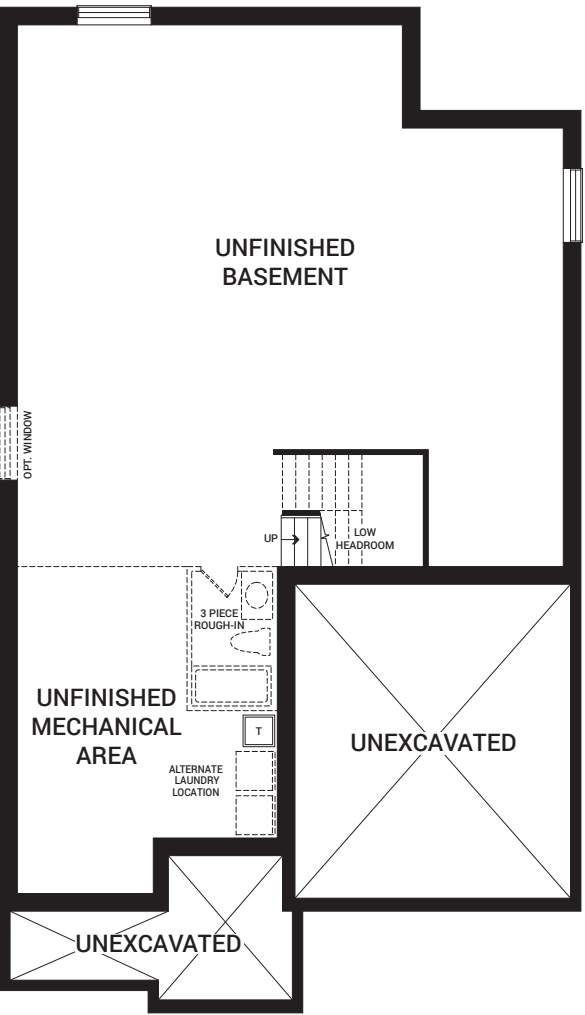 UNFINISHED
BASEMENT
OPT. WINDOW
UP
LOW
HEADROOM
3 PIECE
ROUGH-IN
UNFINISHED
MECHANICAL
AREA
T
ALTERNATE
LAUNDRY
LOCATION
UNEXCAVATED
UNEXCAVATED